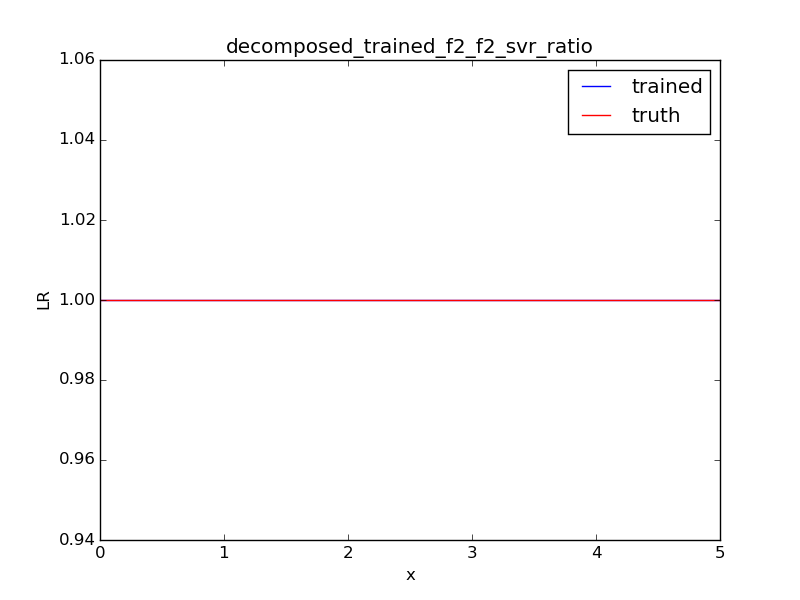 decomposed_trained_f2_f2_svr_ratio
1.06
1.04
1.02
1.00
0.98
0.96
0.94
LR
trained
truth
0 1 2 3 4 5
x